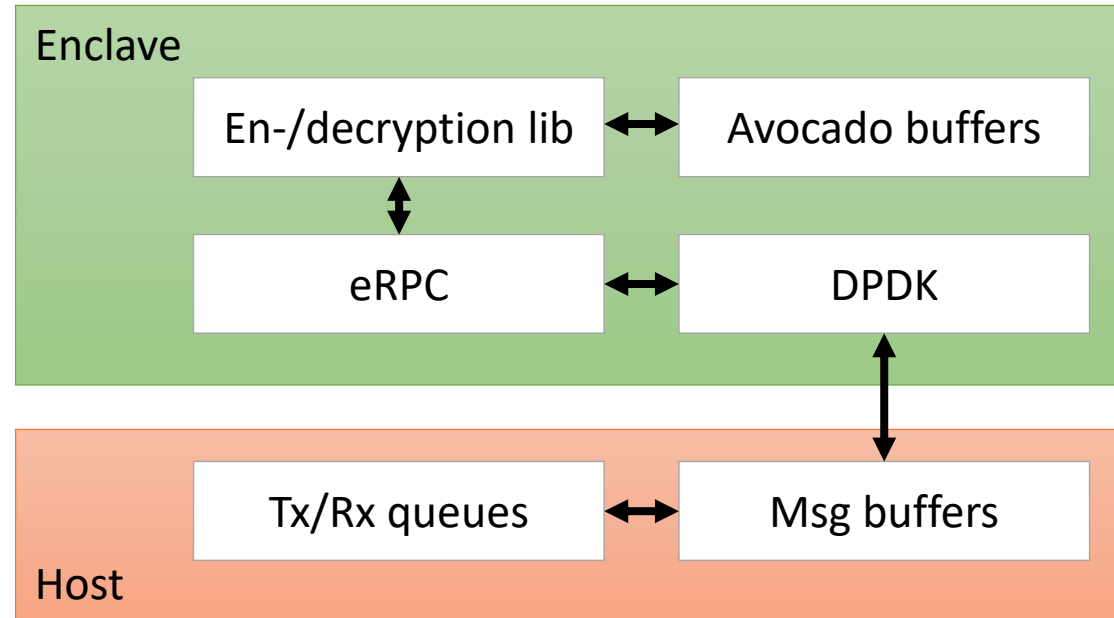 Enclave
En-/decryption lib
Avocado buffers
eRPC
DPDK
Tx/Rx queues
Msg buffers
Host